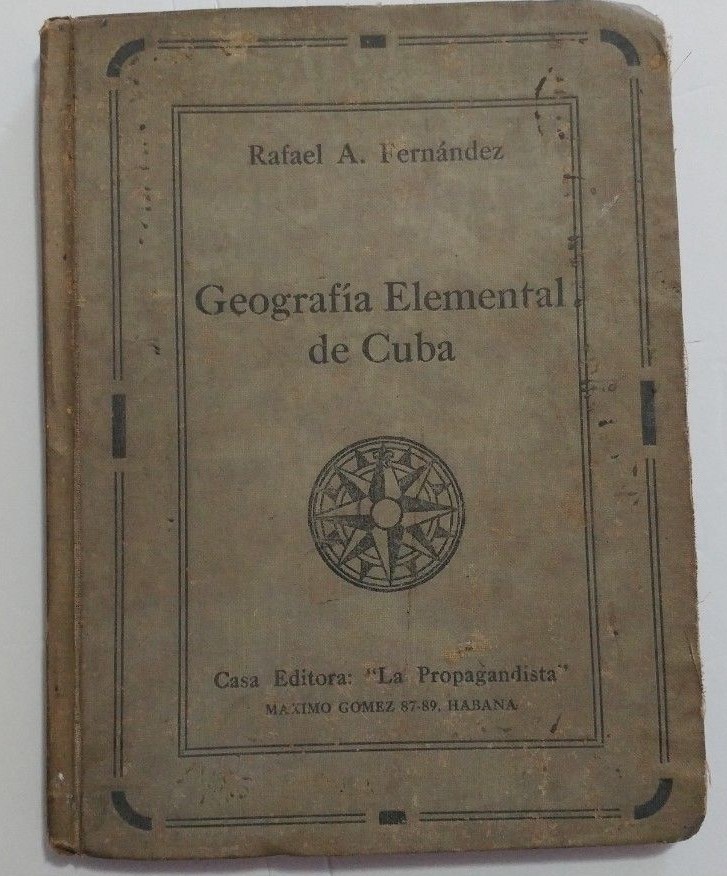 Rafael A. Fernández
Geografía Elemental
de Cuba
Casa Editora: "La Propagandista"
MAXIMO GOMEZ 87-89, HABANA